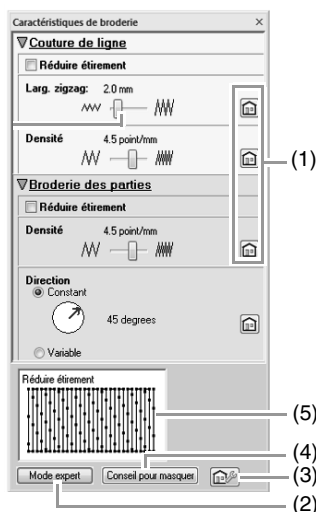 Caractéristiques de broderie ×
Couture de ligne
Réduire étirement
Larg. zigzag: 2.0 mm
Densité 4.5 point/mm
(1)
Broderie des parties
Réduire étirement
Densité 4.5 point/mm
Direction
Constant
45 degrees
Variable
Réduire étirement
(5)
(4)
Mode expert Conseil pour masquer
(3)
(2)